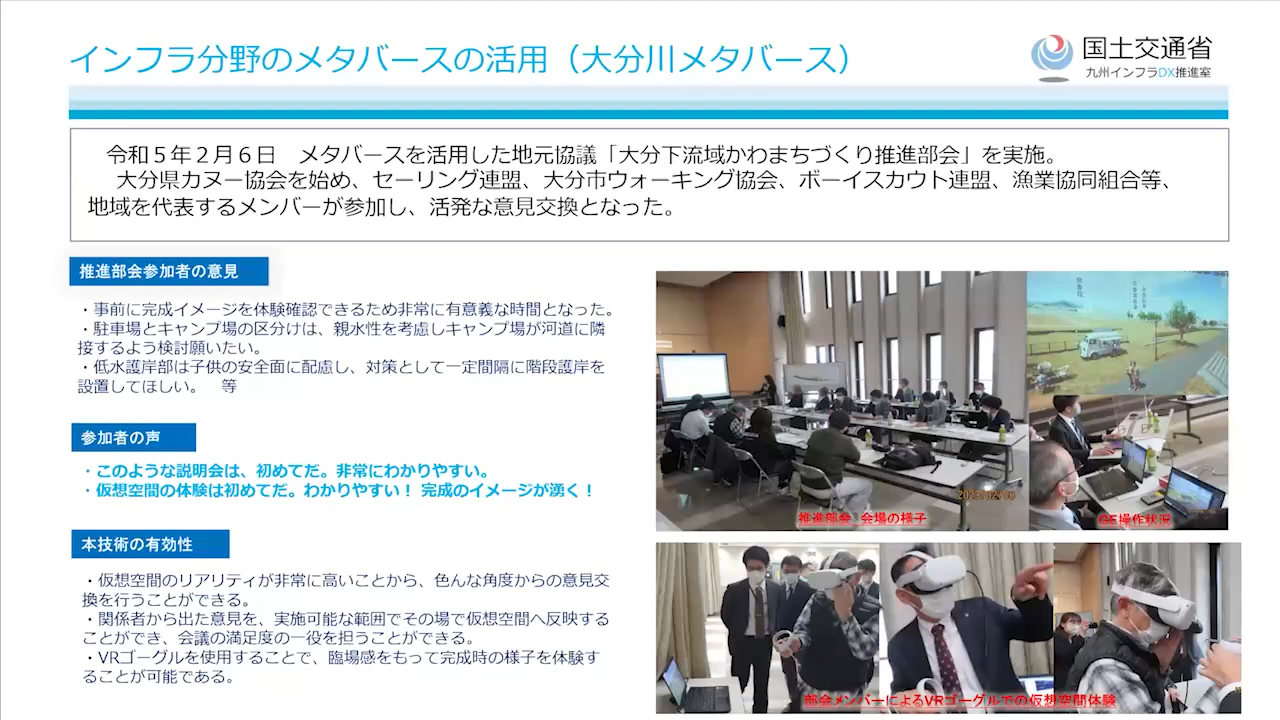 インフラ分野のメタバースの活用（大分川メタバース）
国土交通省
九州インフラDX推進室
令和５年２月６日　メタバースを活用した地元協議「大分下流域かわまちづくり推進部会」を実施。
大分県カヌー協会を始め、セーリング連盟、大分市ウォーキング協会、ボーイスカウト連盟、漁業協同組合等、
地域を代表するメンバーが参加し、活発な意見交換となった。
推進部会参加者の意見
・事前に完成イメージを体験確認できるため非常に有意義な時間となった。
・駐車場とキャンプ場の区分けは、親水性を考慮しキャンプ場が河道に隣
接するよう検討願いたい。
・低水護岸部は子供の安全面に配慮し、対策として一定間隔に階段護岸を
設置してほしい。　等
参加者の声
・このような説明会は、初めてだ。非常にわかりやすい。
・仮想空間の体験は初めてだ。わかりやすい！ 完成のイメージが湧く！
本技術の有効性
・仮想空間のリアリティが非常に高いことから、色んな角度からの意見交
換を行うことができる。
・関係者から出た意見を、実施可能な範囲でその場で仮想空間へ反映する
ことができ、会議の満足度の一役を担うことができる。
・VRゴーグルを使用することで、臨場感をもって完成時の様子を体験す
ることが可能である。
推進部会　会場の様子
GE操作状況
部会メンバーによるVRゴーグルでの仮想空間体験